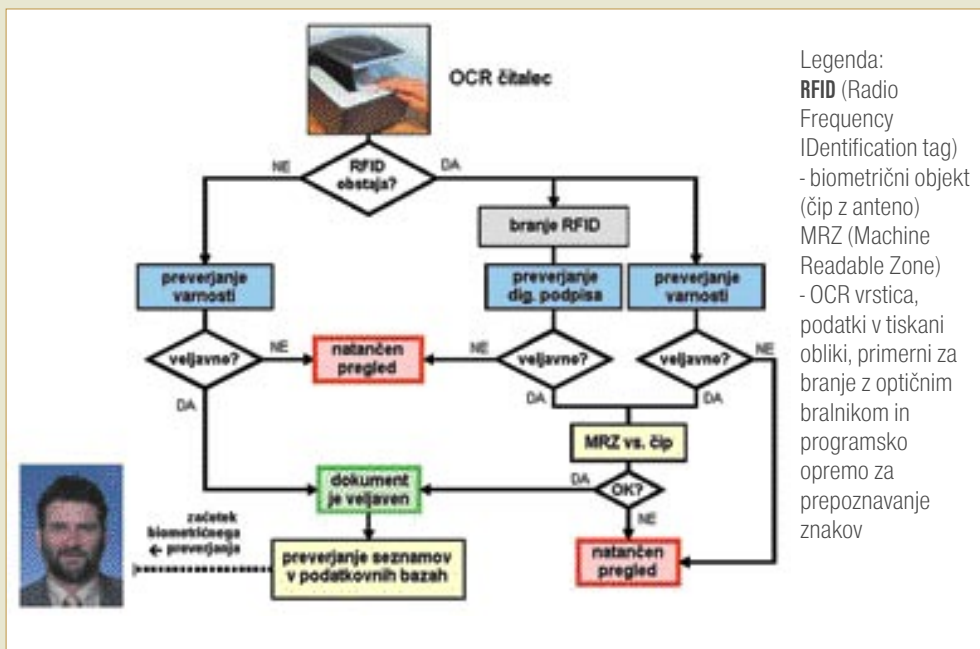 OCR čitalec
NE
RFID
obstaja?
DA
branje RFID
preverjanje
varnosti
preverjanje
dig. podpisa
preverjanje
varnosti
veljavno?
NE
natančen
pregled
NE
veljavno?
veljavno?
NE
DA
DA
DA
MRZ vs. čip
dokument
je veljaven
DA
OK?
NE
začetek
biometričnega
preverjanja
preverjanje seznamov
v podatkovnih bazah
natančen
pregled
Legenda:
RFID (Radio
Frequency
IDentification tag)
- biometrični objekt
(čip z anteno)
MRZ (Machine
Readable Zone)
- OCR vrstica,
podatki v tiskani
obliki, primerni za
branje z optičnim
bralnikom in
programsko
opremo za
prepoznavanje
znakov